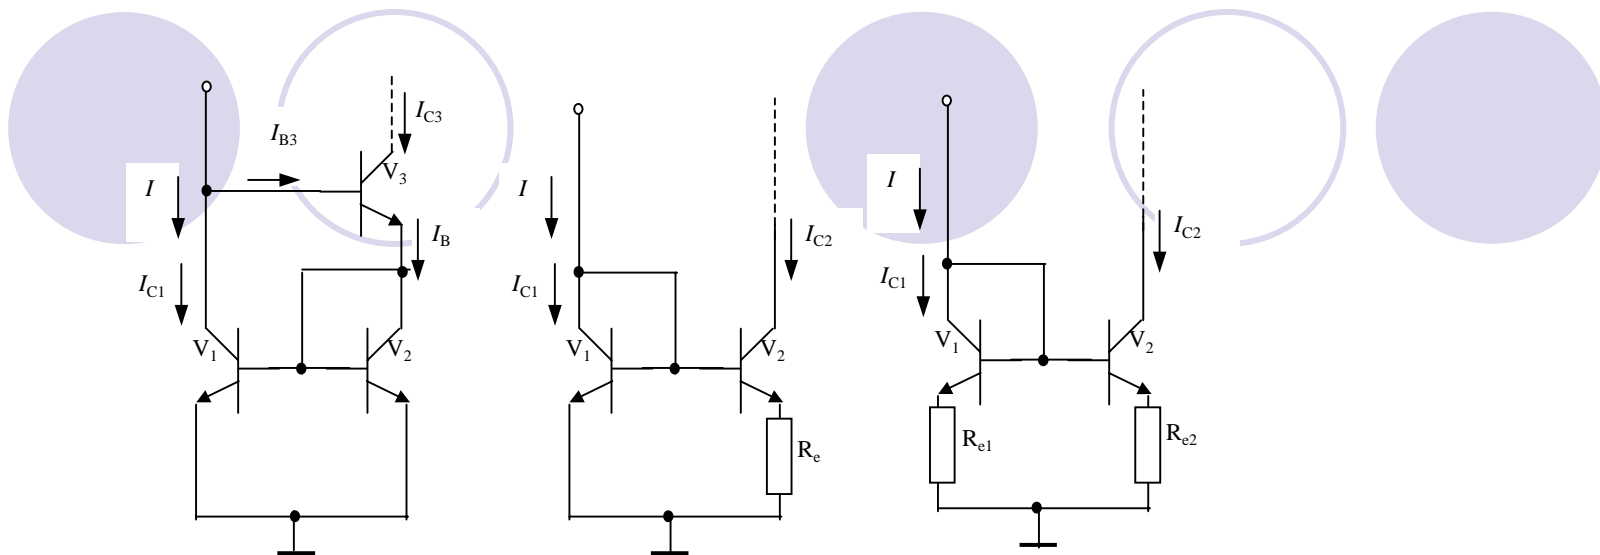 I_C3
I_B3
V_3
I
I_B
I_C1
V_1
V_2
I
I_C2
I_C1
V_1
V_2
R_e
I
I_C2
I_C1
V_1
V_2
R_e1
R_e2